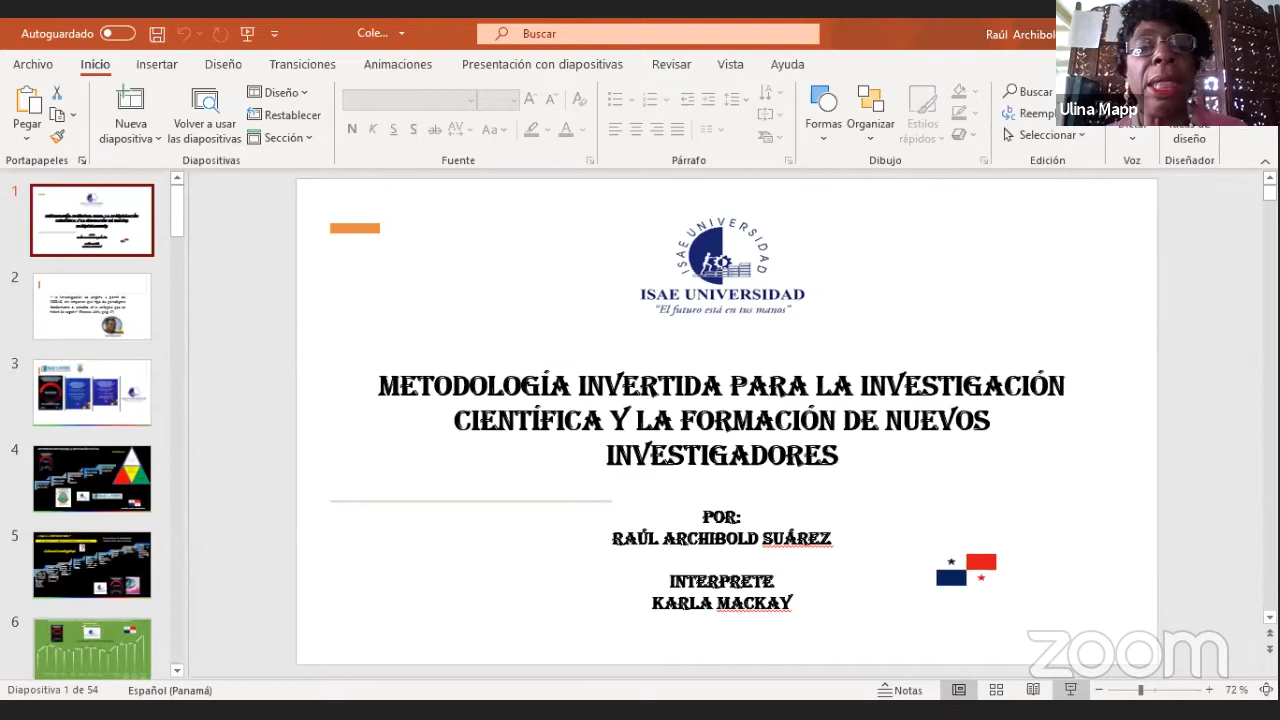 Autoguardado
Cole...
Buscar
Raúl Archibol
Ulina Mapp
Archivo Inicio Insertar Diseño Transiciones Animaciones Presentación con diapositivas Revisar Vista Ayuda
Pegar
Nueva diapositiva
Volver a usar las diapositivas
Diseño
Restablecer
Sección
N K S S ab AV Aa A
Formas Organizar Estilos rápidos
Buscar
Reemp
Seleccionar
diseño
Portapapeles Diapositivas Fuente Párrafo Dibujo Edición Voz Diseñador
1
2
3
4
5
6
ISAE UNIVERSIDAD
ISAE UNIVERSIDAD
"El futuro está en tus manos"
METODOLOGÍA INVERTIDA PARA LA INVESTIGACIÓN
CIENTÍFICA Y LA FORMACIÓN DE NUEVOS
INVESTIGADORES
POR:
RAÚL ARCHIBOLD SUÁREZ
INTERPRETE
KARLA MACKAY
zoom
Diapositiva 1 de 54 Español (Panamá) Notas 72 %